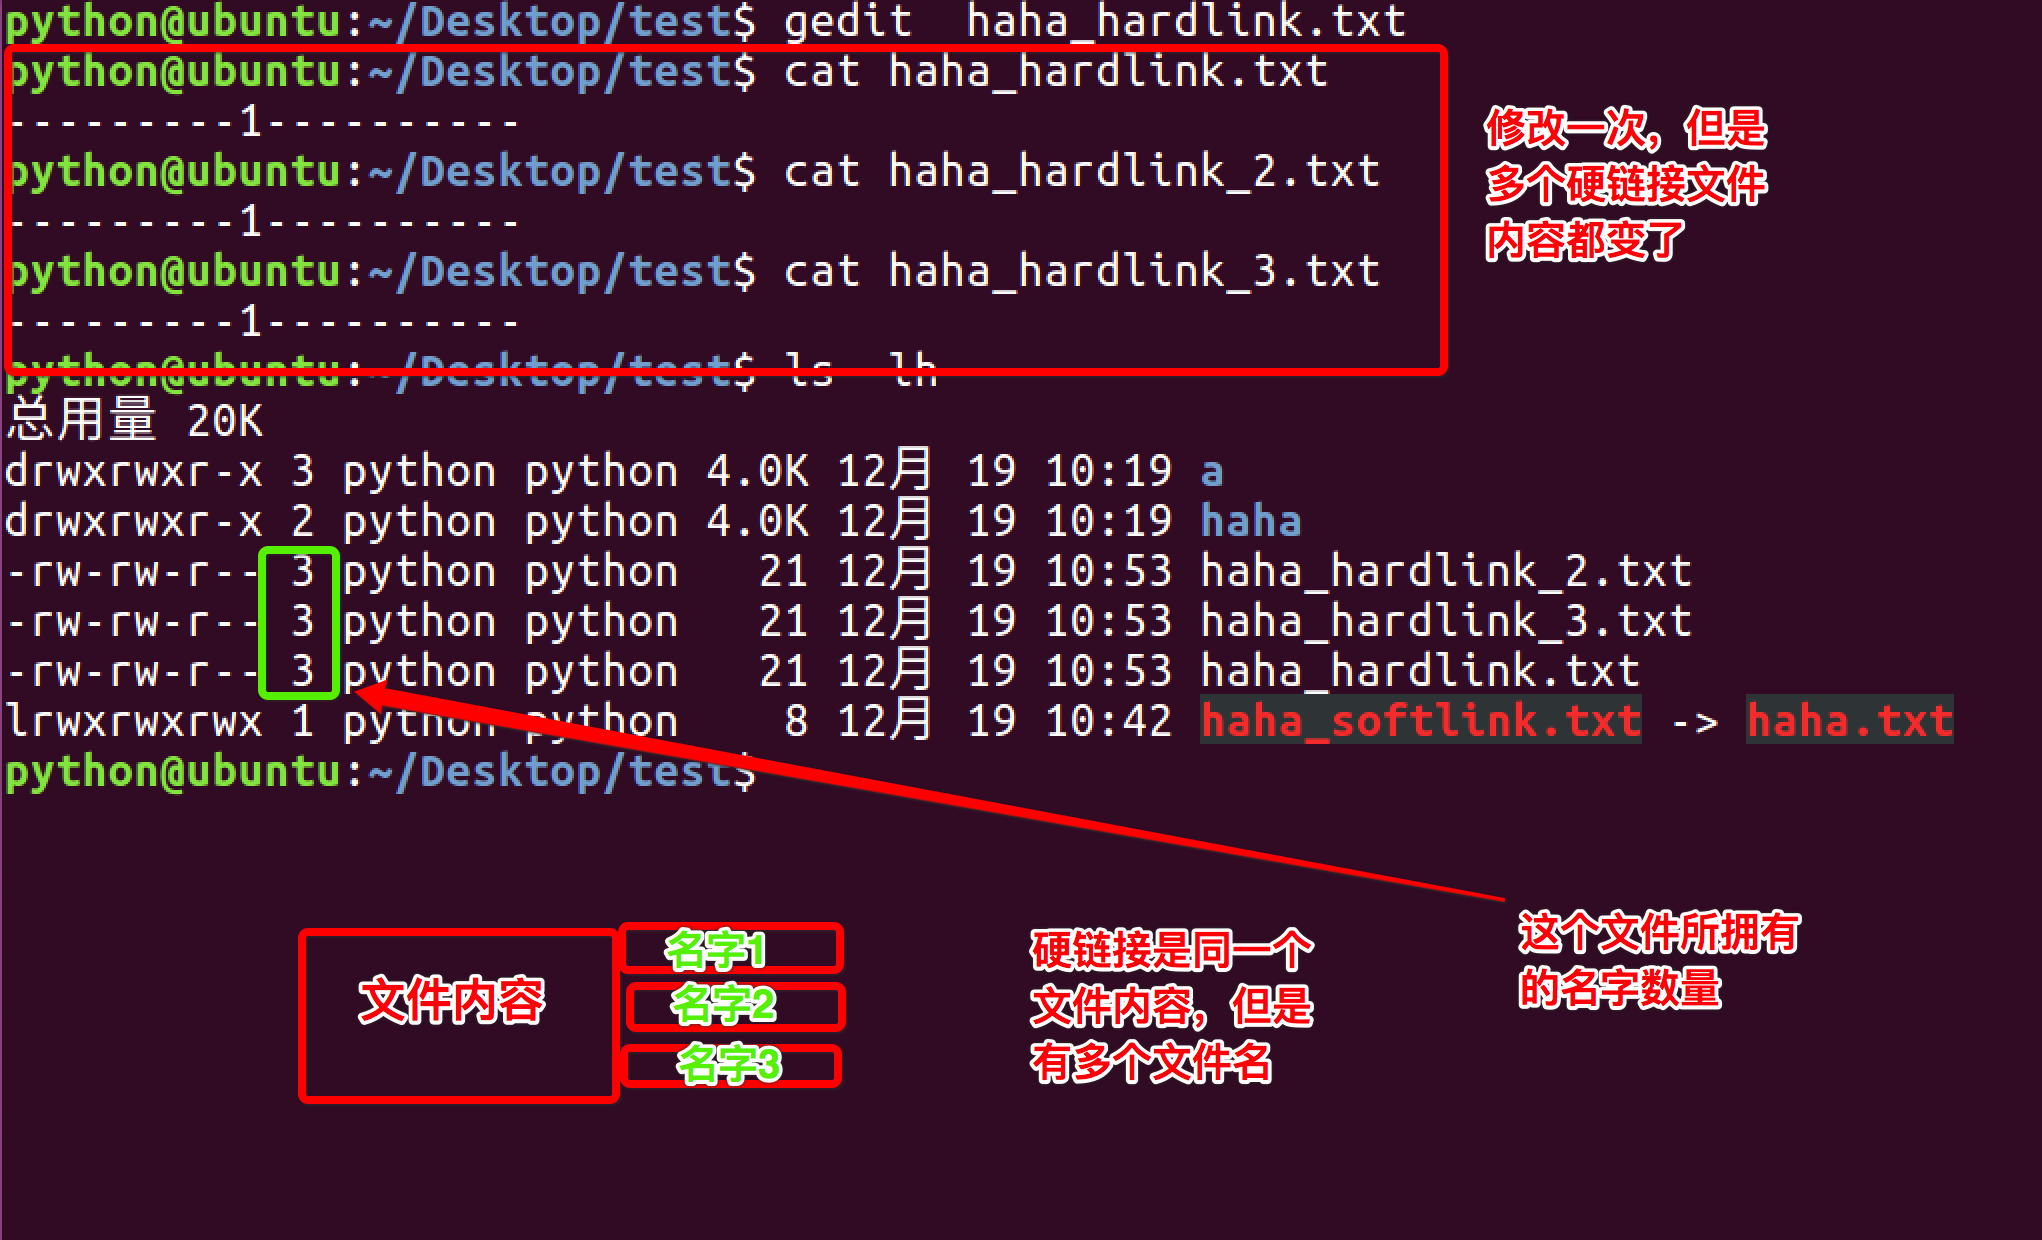 python@ubuntu:~/Desktop/test$ gedit  haha_hardlink.txt
python@ubuntu:~/Desktop/test$ cat haha_hardlink.txt
---------1----------
python@ubuntu:~/Desktop/test$ cat haha_hardlink_2.txt
---------1----------
python@ubuntu:~/Desktop/test$ cat haha_hardlink_3.txt
---------1----------
python@ubuntu:~/Desktop/test$ ls -lh
修改一次，但是
多个硬链接文件
内容都变了
总用量 20K
drwxrwxr-x 3 python python 4.0K 12月 19 10:19 a
drwxrwxr-x 2 python python 4.0K 12月 19 10:19 haha
-rw-rw-r-- 3 python python   21 12月 19 10:53 haha_hardlink_2.txt
-rw-rw-r-- 3 python python   21 12月 19 10:53 haha_hardlink_3.txt
-rw-rw-r-- 3 python python   21 12月 19 10:53 haha_hardlink.txt
lrwxrwxrwx 1 python python    8 12月 19 10:42 haha_softlink.txt -> haha.txt
python@ubuntu:~/Desktop/test$
文件内容
名字1
名字2
名字3
硬链接是同一个
文件内容，但是
有多个文件名
这个文件所拥有
的名字数量